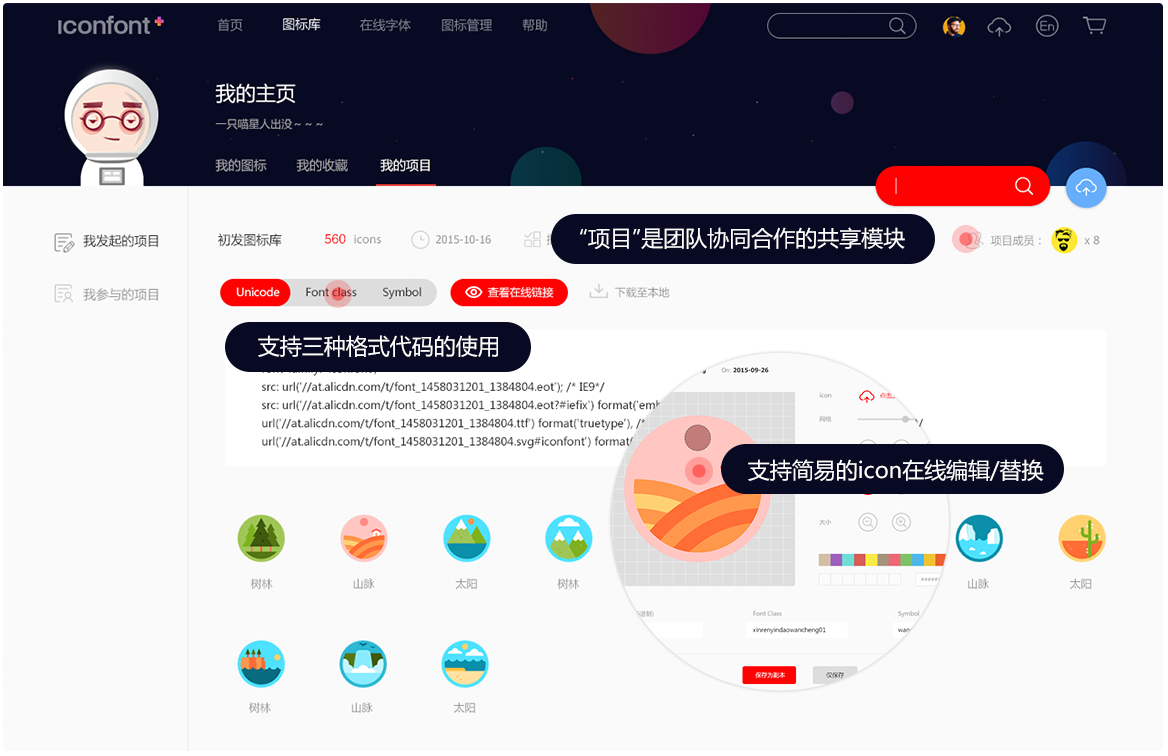 iconfont+
首页 图标库 在线字体 图标管理 帮助
En
我的主页
一只喵星人出没～～～
我的图标 我的收藏 我的项目
我发起的项目
我参与的项目
初发图标库 560 icons 2015-10-16
“项目”是团队协同合作的共享模块
项目成员： x 8
Unicode Font class Symbol 查看在线链接 下载至本地
支持三种格式代码的使用
src: url('//at.alicdn.com/t/font_1458031201_1384804.eot'); /* IE9*/
src: url('//at.alicdn.com/t/font_1458031201_1384804.eot?#iefix') format('emb
url('//at.alicdn.com/t/font_1458031201_1384804.ttf') format('truetype'), /*
url('//at.alicdn.com/t/font_1458031201_1384804.svg#iconfont') format(
On: 2015-09-26
icon 点击
网格
*/
支持简易的icon在线编辑/替换
大小
#####
Font Class Symbol
xinrenyindaowancheng01 wan
保存为副本 仅保存
树林 山脉 太阳 树林 山脉 太阳
树林 山脉 太阳